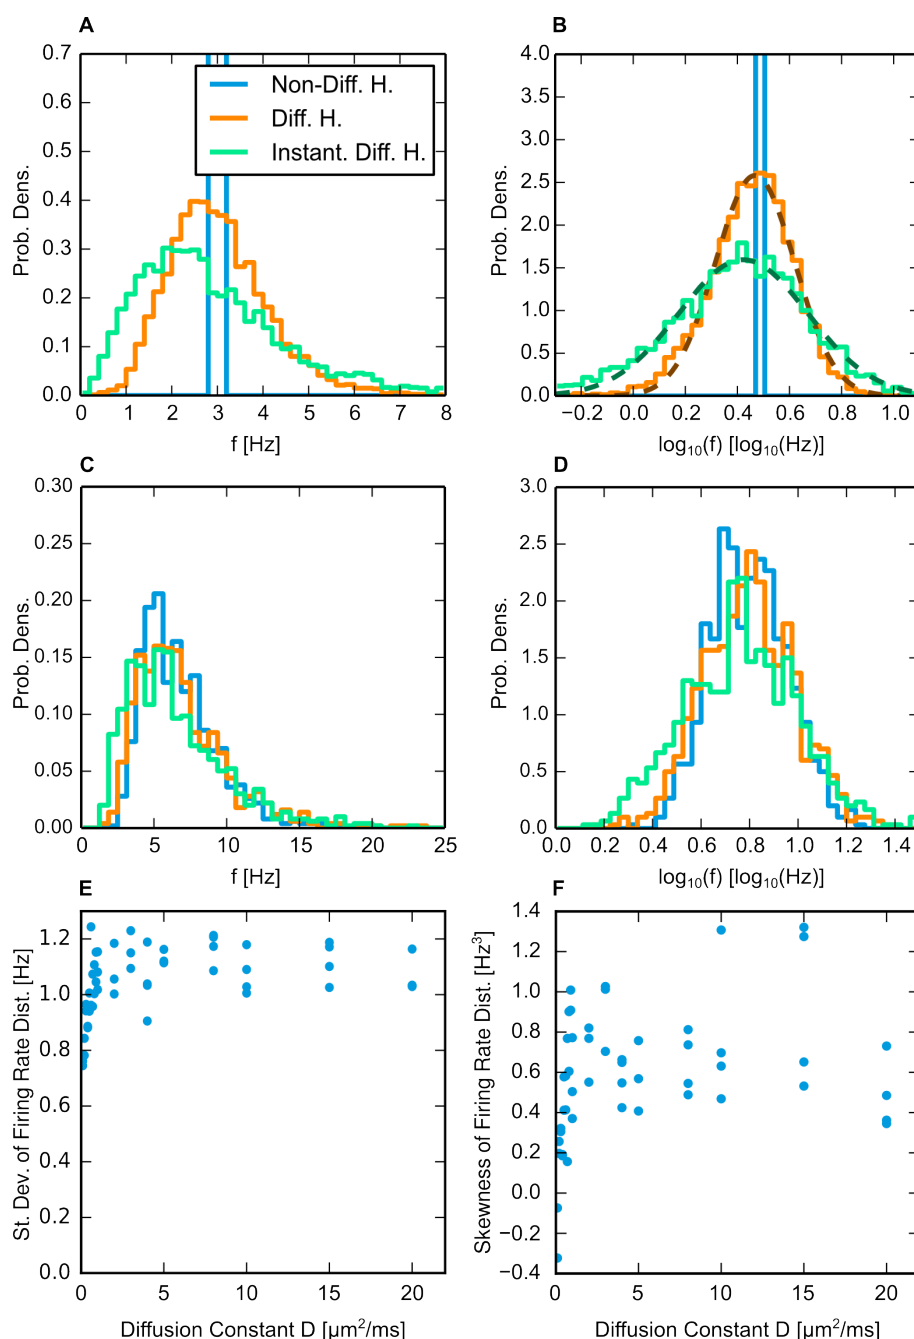 A
B
0.7
0.6
0.5
0.4
0.3
0.2
0.1
0.0
Prob. Dens.
Non-Diff. H.
Diff. H.
Instant. Diff. H.
0 1 2 3 4 5 6 7 8
f [Hz]
4.0
3.5
3.0
2.5
2.0
1.5
1.0
0.5
0.0
Prob. Dens.
−0.2 0.0 0.2 0.4 0.6 0.8 1.0
log₁₀(f) [log₁₀(Hz)]
C
D
0.30
0.25
0.20
0.15
0.10
0.05
0.00
Prob. Dens.
0 5 10 15 20 25
f [Hz]
3.0
2.5
2.0
1.5
1.0
0.5
0.0
Prob. Dens.
0.0 0.2 0.4 0.6 0.8 1.0 1.2 1.4
log₁₀(f) [log₁₀(Hz)]
E
F
1.2
1.0
0.8
0.6
0.4
0.2
0.0
St. Dev. of Firing Rate Dist. [Hz]
0 5 10 15 20
Diffusion Constant D [µm²/ms]
1.4
1.2
1.0
0.8
0.6
0.4
0.2
0.0
−0.2
−0.4
Skewness of Firing Rate Dist. [Hz³]
0 5 10 15 20
Diffusion Constant D [µm²/ms]